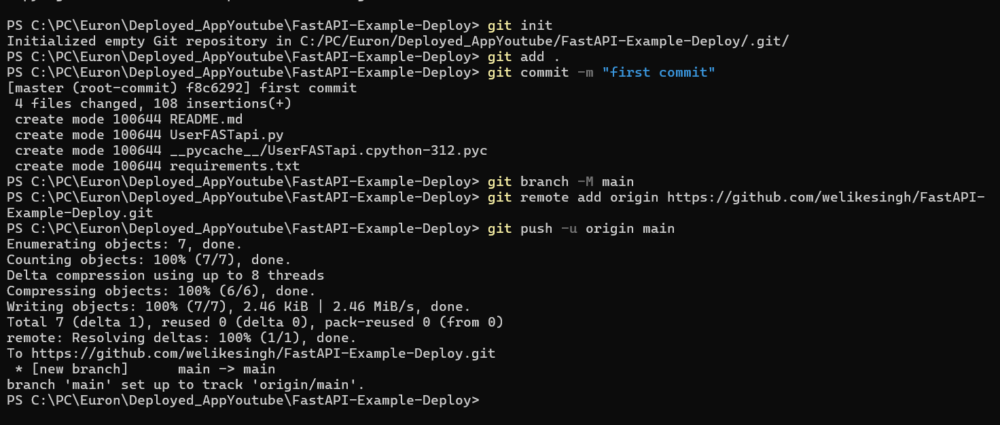 PS C:\PC\Euron\Deployed_AppYoutube\FastAPI-Example-Deploy> git init
Initialized empty Git repository in C:/PC/Euron/Deployed_AppYoutube/FastAPI-Example-Deploy/.git/
PS C:\PC\Euron\Deployed_AppYoutube\FastAPI-Example-Deploy> git add .
PS C:\PC\Euron\Deployed_AppYoutube\FastAPI-Example-Deploy> git commit -m "first commit"
[master (root-commit) f8c6292] first commit
 4 files changed, 108 insertions(+)
 create mode 100644 README.md
 create mode 100644 UserFASTapi.py
 create mode 100644 __pycache__/UserFASTapi.cpython-312.pyc
 create mode 100644 requirements.txt
PS C:\PC\Euron\Deployed_AppYoutube\FastAPI-Example-Deploy> git branch -M main
PS C:\PC\Euron\Deployed_AppYoutube\FastAPI-Example-Deploy> git remote add origin https://github.com/welikesingh/FastAPI-
Example-Deploy.git
PS C:\PC\Euron\Deployed_AppYoutube\FastAPI-Example-Deploy> git push -u origin main
Enumerating objects: 7, done.
Counting objects: 100% (7/7), done.
Delta compression using up to 8 threads
Compressing objects: 100% (6/6), done.
Writing objects: 100% (7/7), 2.46 KiB | 2.46 MiB/s, done.
Total 7 (delta 1), reused 0 (delta 0), pack-reused 0 (from 0)
remote: Resolving deltas: 100% (1/1), done.
To https://github.com/welikesingh/FastAPI-Example-Deploy.git
 * [new branch]      main -> main
branch 'main' set up to track 'origin/main'.
PS C:\PC\Euron\Deployed_AppYoutube\FastAPI-Example-Deploy>